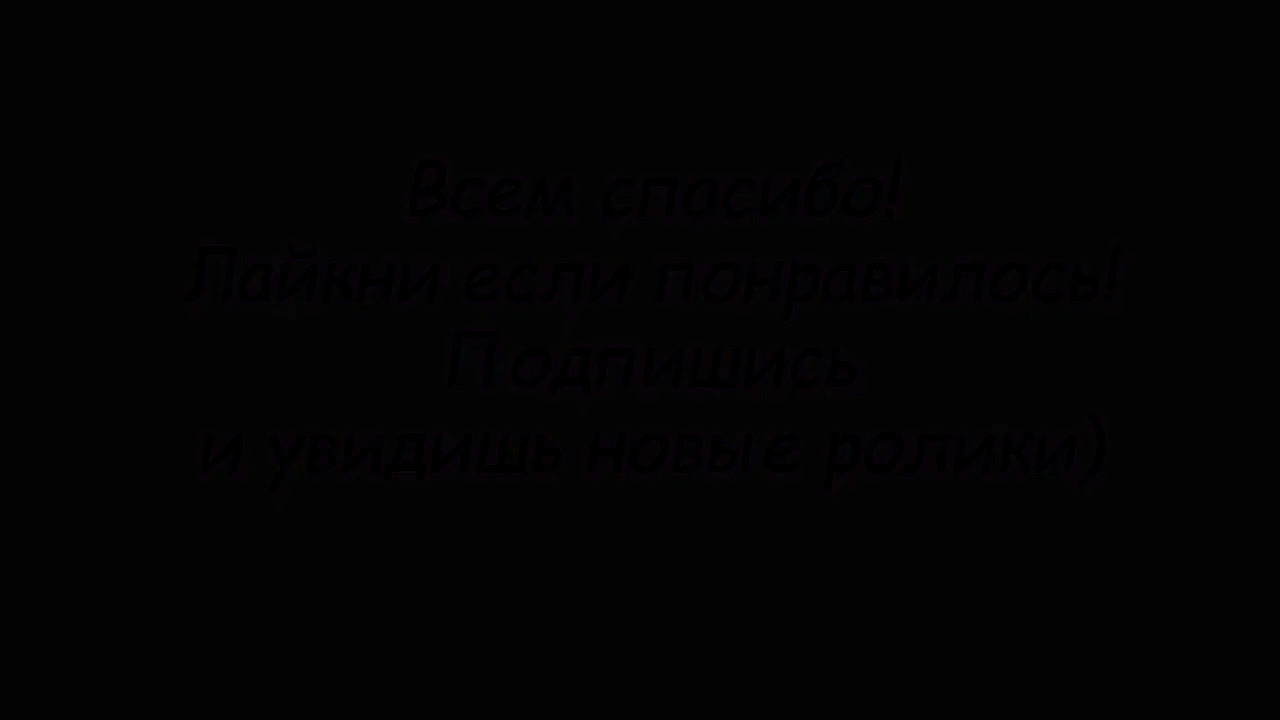 Всем спасибо!
Лайкни если понравилось!
Подпишись
и увидишь новые ролики)